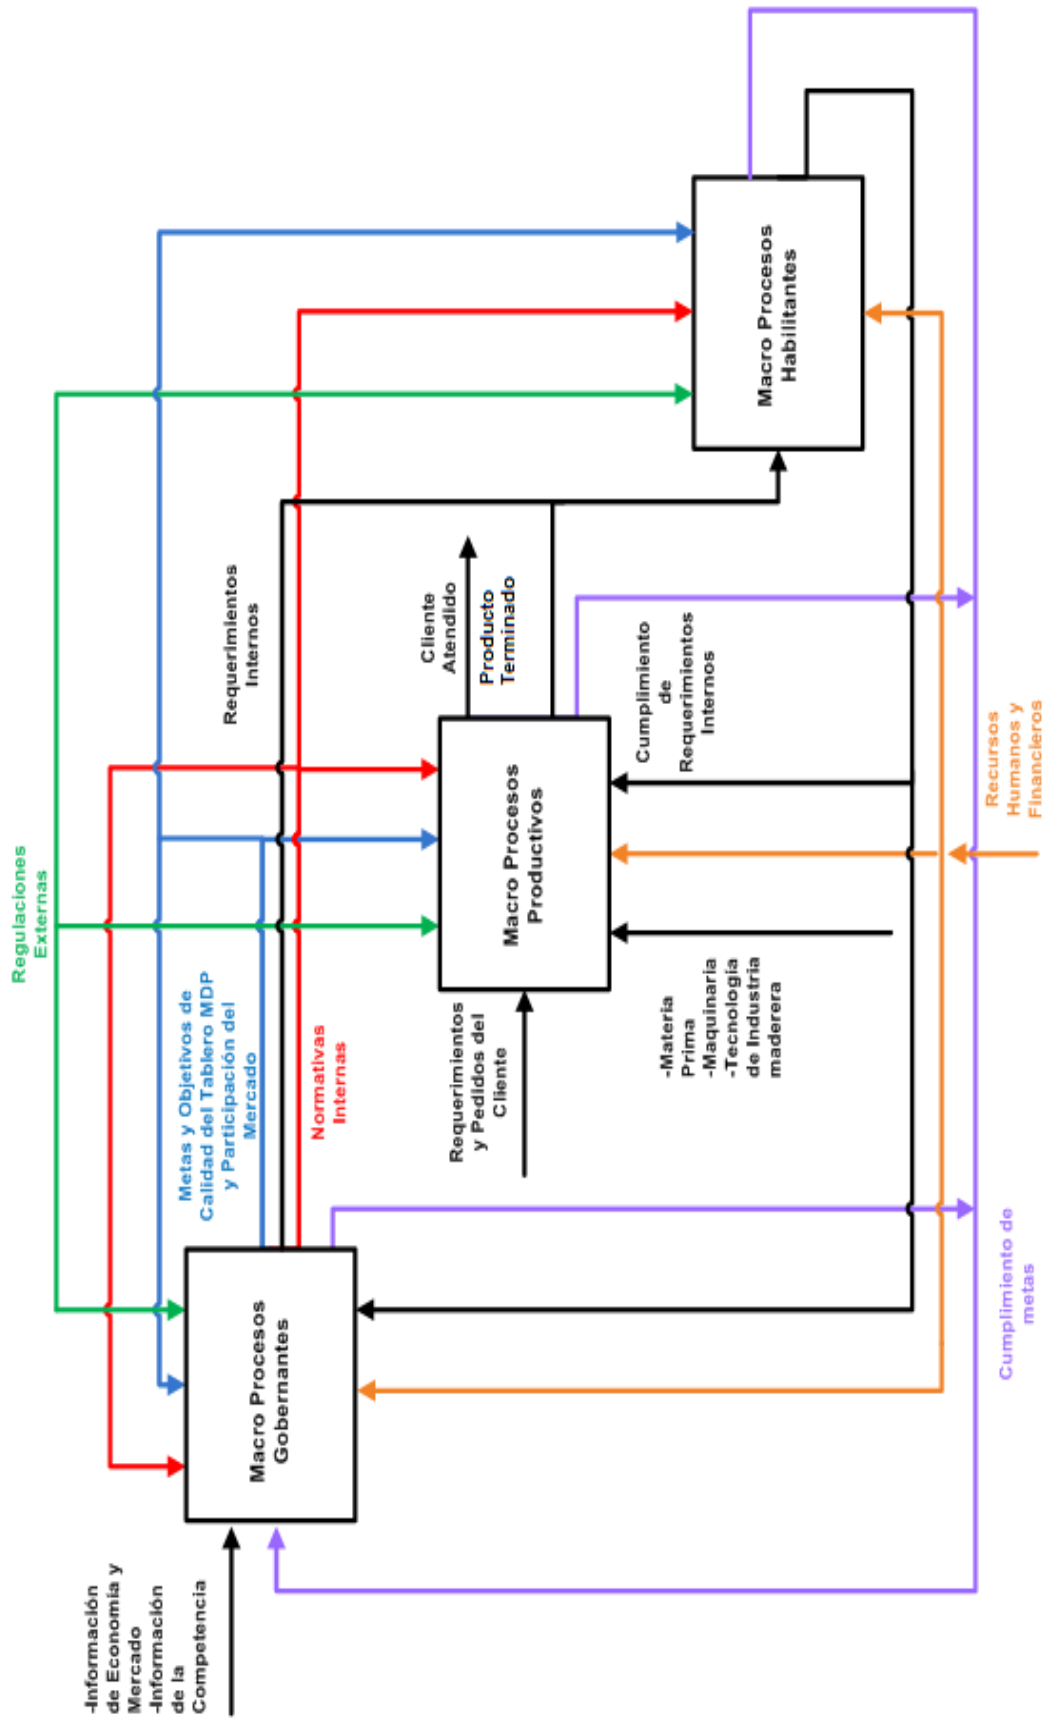 Regulaciones
Externas
-Información
de Economía y
Mercado
-Información
de la
Competencia
Macro Procesos
Gobernantes
Metas y Objetivos de
Calidad del Tablero MDP
y Participación del
Mercado
Normativas
Internas
Requerimientos
Internos
Requerimientos
y Pedidos del
Cliente
Macro Procesos
Productivos
Cliente
Atendido
Producto
Terminado
-Materia
Prima
-Maquinaria
-Tecnología
de Industria
maderera
Cumplimiento
de
Requerimientos
Internos
Macro Procesos
Habilitantes
Cumplimiento de
metas
Recursos
Humanos y
Financieros